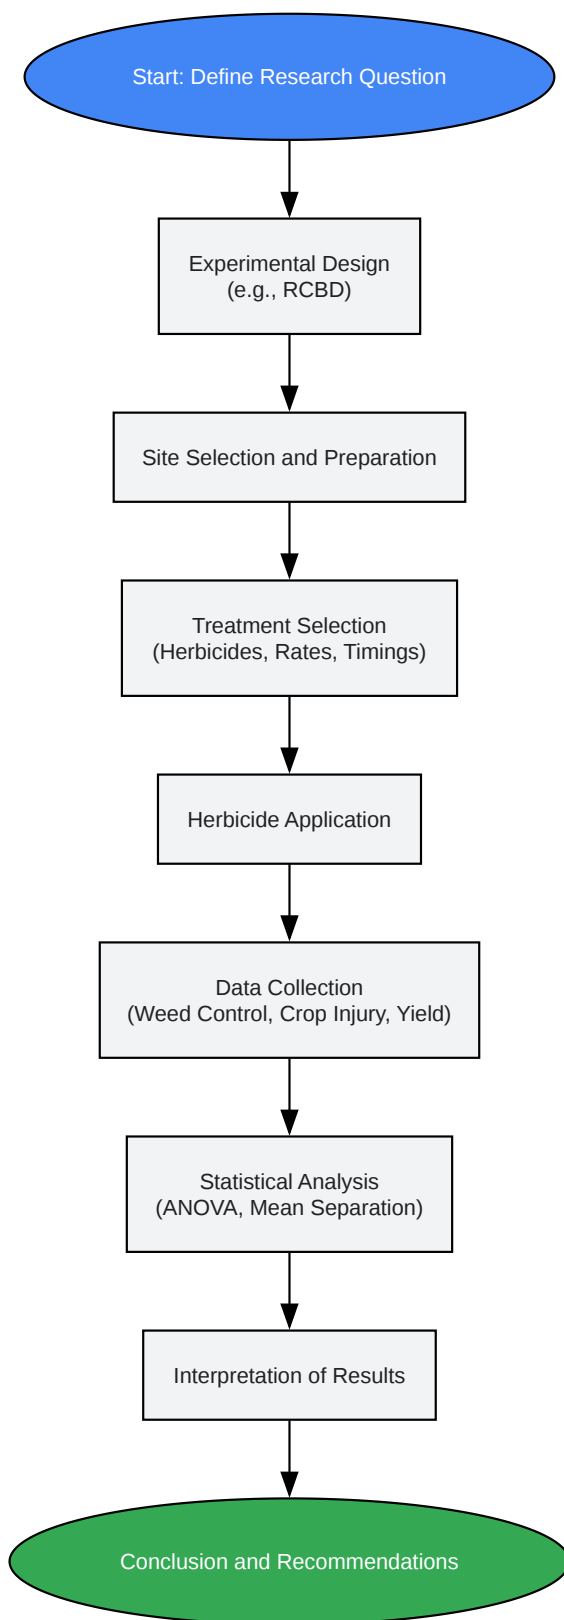 Start: Define Research Question
Experimental Design
(e.g., RCBD)
Site Selection and Preparation
Treatment Selection
(Herbicides, Rates, Timings)
Herbicide Application
Data Collection
(Weed Control, Crop Injury, Yield)
Statistical Analysis
(ANOVA, Mean Separation)
Interpretation of Results
Conclusion and Recommendations